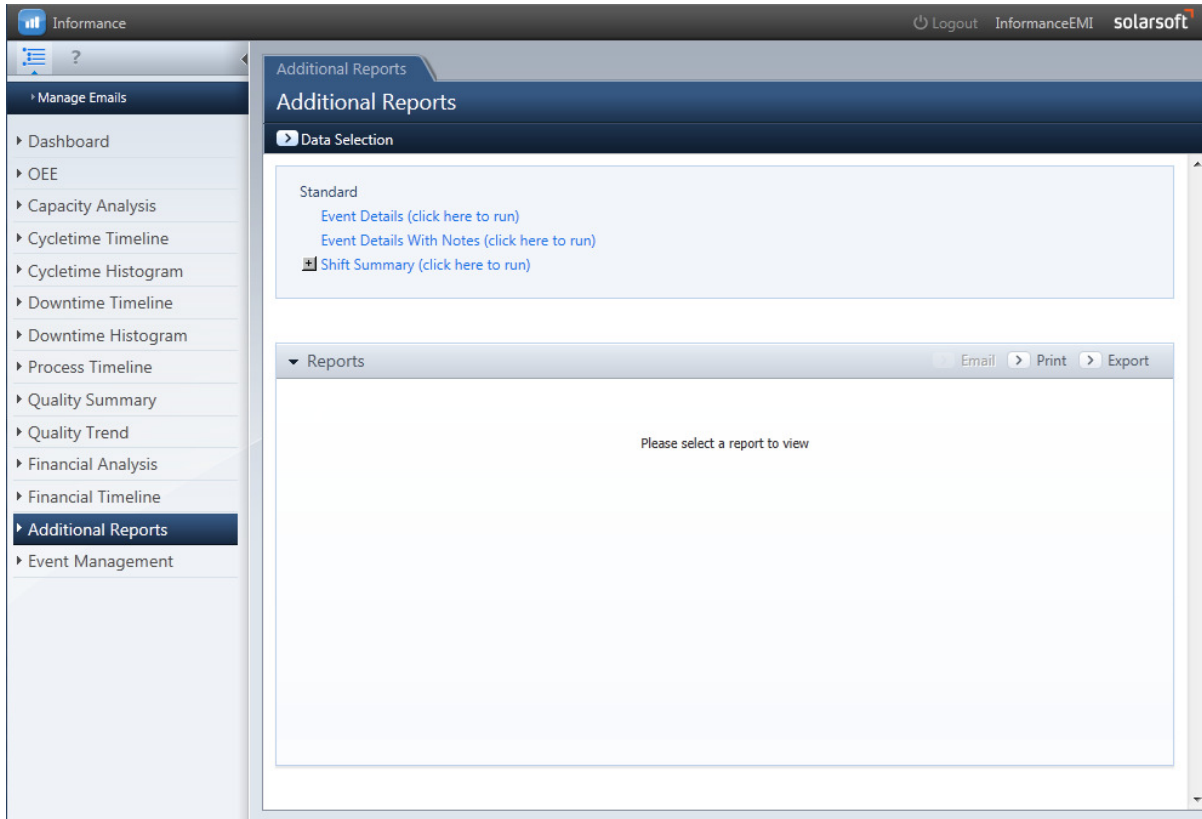 Informance
Logout InformanceEMI solarsoft
?
Manage Emails
Dashboard
OEE
Capacity Analysis
Cycletime Timeline
Cycletime Histogram
Downtime Timeline
Downtime Histogram
Process Timeline
Quality Summary
Quality Trend
Financial Analysis
Financial Timeline
Additional Reports
Event Management
Additional Reports
Additional Reports
Data Selection
Standard
Event Details (click here to run)
Event Details With Notes (click here to run)
Shift Summary (click here to run)
Reports
Email Print Export
Please select a report to view